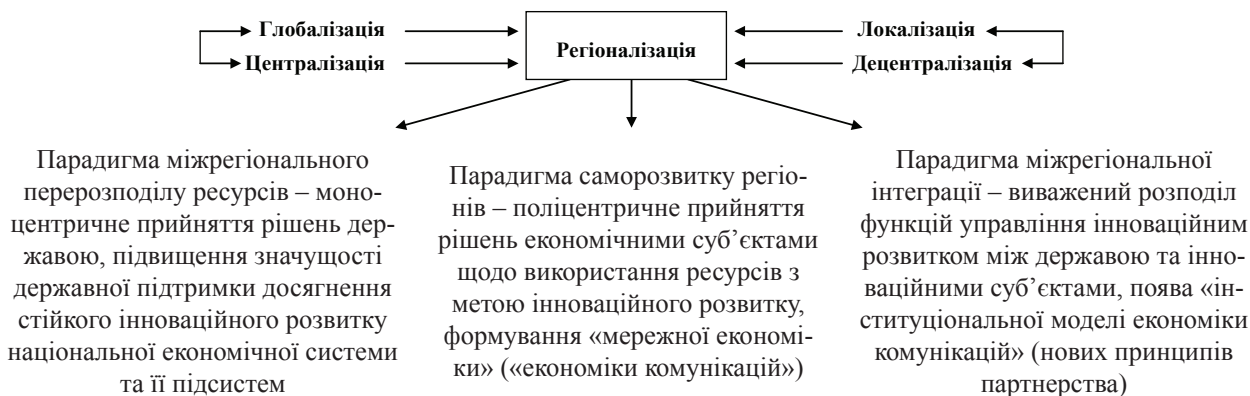 Глобалізація
Централізація
Регіоналізація
Локалізація
Децентралізація
Парадигма міжрегіонального
перерозподілу ресурсів – моно-
центричне прийняття рішень дер-
жавою, підвищення значущості
державної підтримки досягнення
стійкого інноваційного розвитку
національної економічної системи
та її підсистем
Парадигма саморозвитку регіо-
нів – поліцентричне прийняття
рішень економічними суб’єктами
щодо використання ресурсів з
метою інноваційного розвитку,
формування «мережної економі-
ки» («економіки комунікацій»)
Парадигма міжрегіональної
інтеграції – виважений розподіл
функцій управління інноваційним
розвитком між державою та інно-
ваційними суб’єктами, поява «ін-
ституціональної моделі економіки
комунікацій» (нових принципів
партнерства)